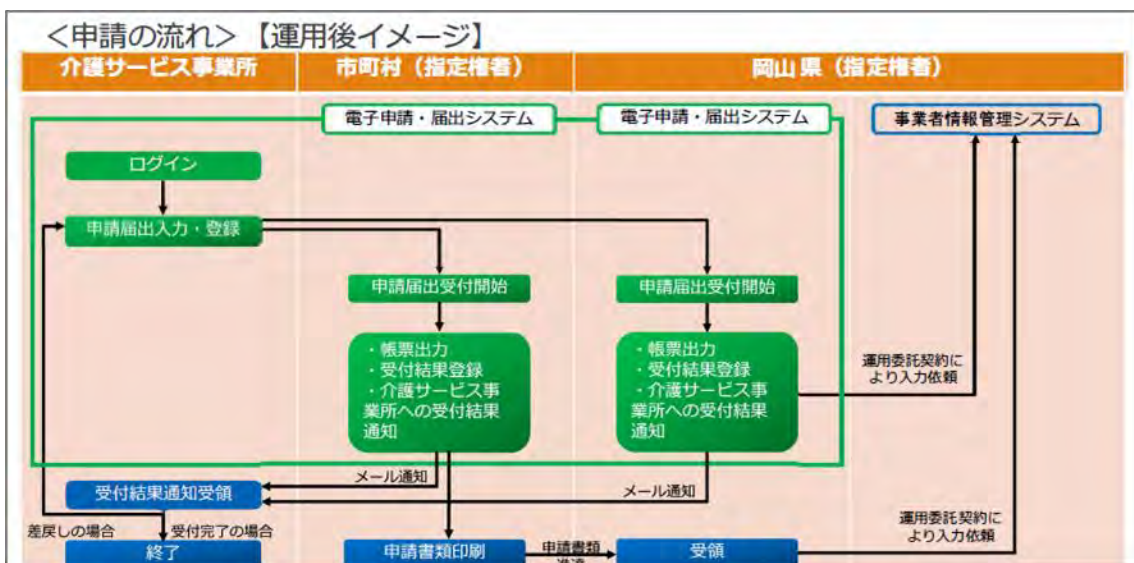 ＜申請の流れ＞【運用後イメージ】
介護サービス事業所
市町村（指定権者）
岡山県（指定権者）
電子申請・届出システム
電子申請・届出システム
事業者情報管理システム
ログイン
申請届出入力・登録
申請届出受付開始
申請届出受付開始
・帳票出力
・受付結果登録
・介護サービス事
業所への受付結果
通知
・帳票出力
・受付結果登録
・介護サービス事
業所への受付結果
通知
運用委託契約に
より入力依頼
メール通知
メール通知
受付結果通知受領
差戻しの場合
受付完了の場合
運用委託契約に
より入力依頼
終了
申請書類印刷
申請書類
受領